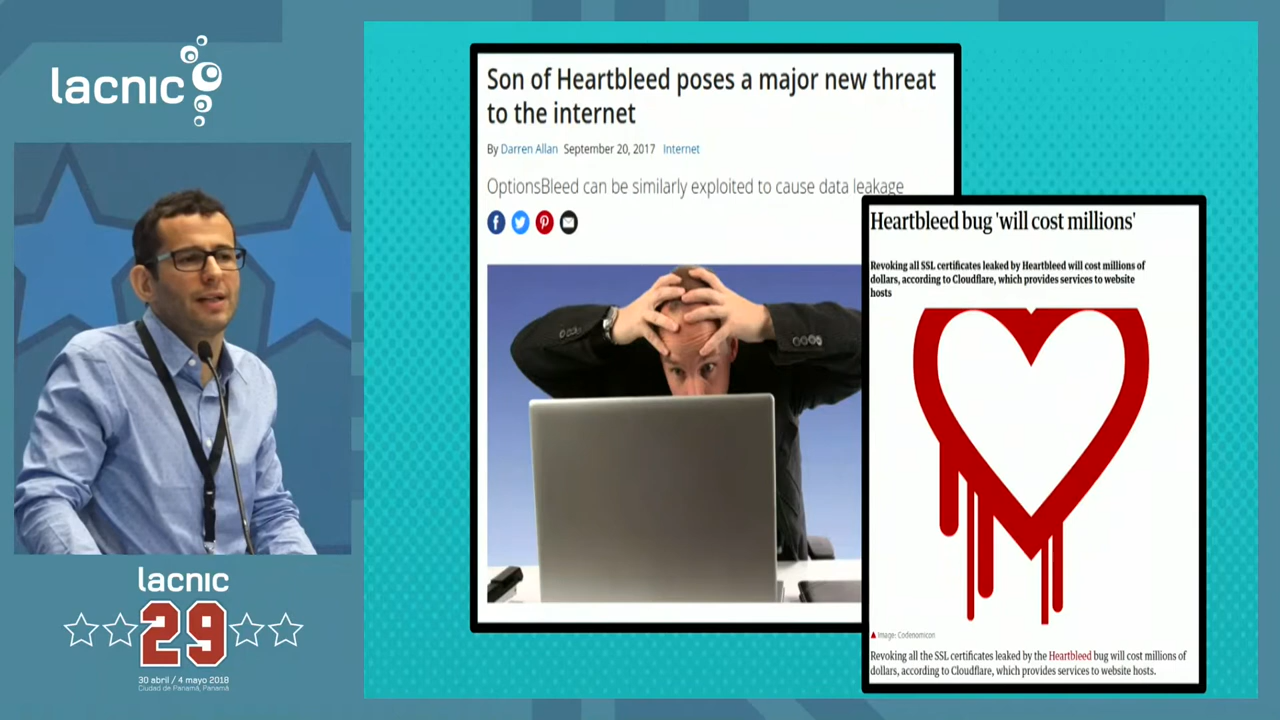 lacnic
lacnic
29
30 abril / 4 mayo 2018
Ciudad de Panamá, Panamá
Son of Heartbleed poses a major new threat
to the internet
By Darren Allan September 20, 2017 Internet
OptionsBleed can be similarly exploited to cause data leakage
Heartbleed bug 'will cost millions'
Revoking all SSL certificates leaked by Heartbleed will cost millions of
dollars, according to Cloudflare, which provides services to website
hosts
Image: Codenomicon
Revoking all the SSL certificates leaked by the Heartbleed bug will cost millions of
dollars, according to Cloudflare, which provides services to website hosts.